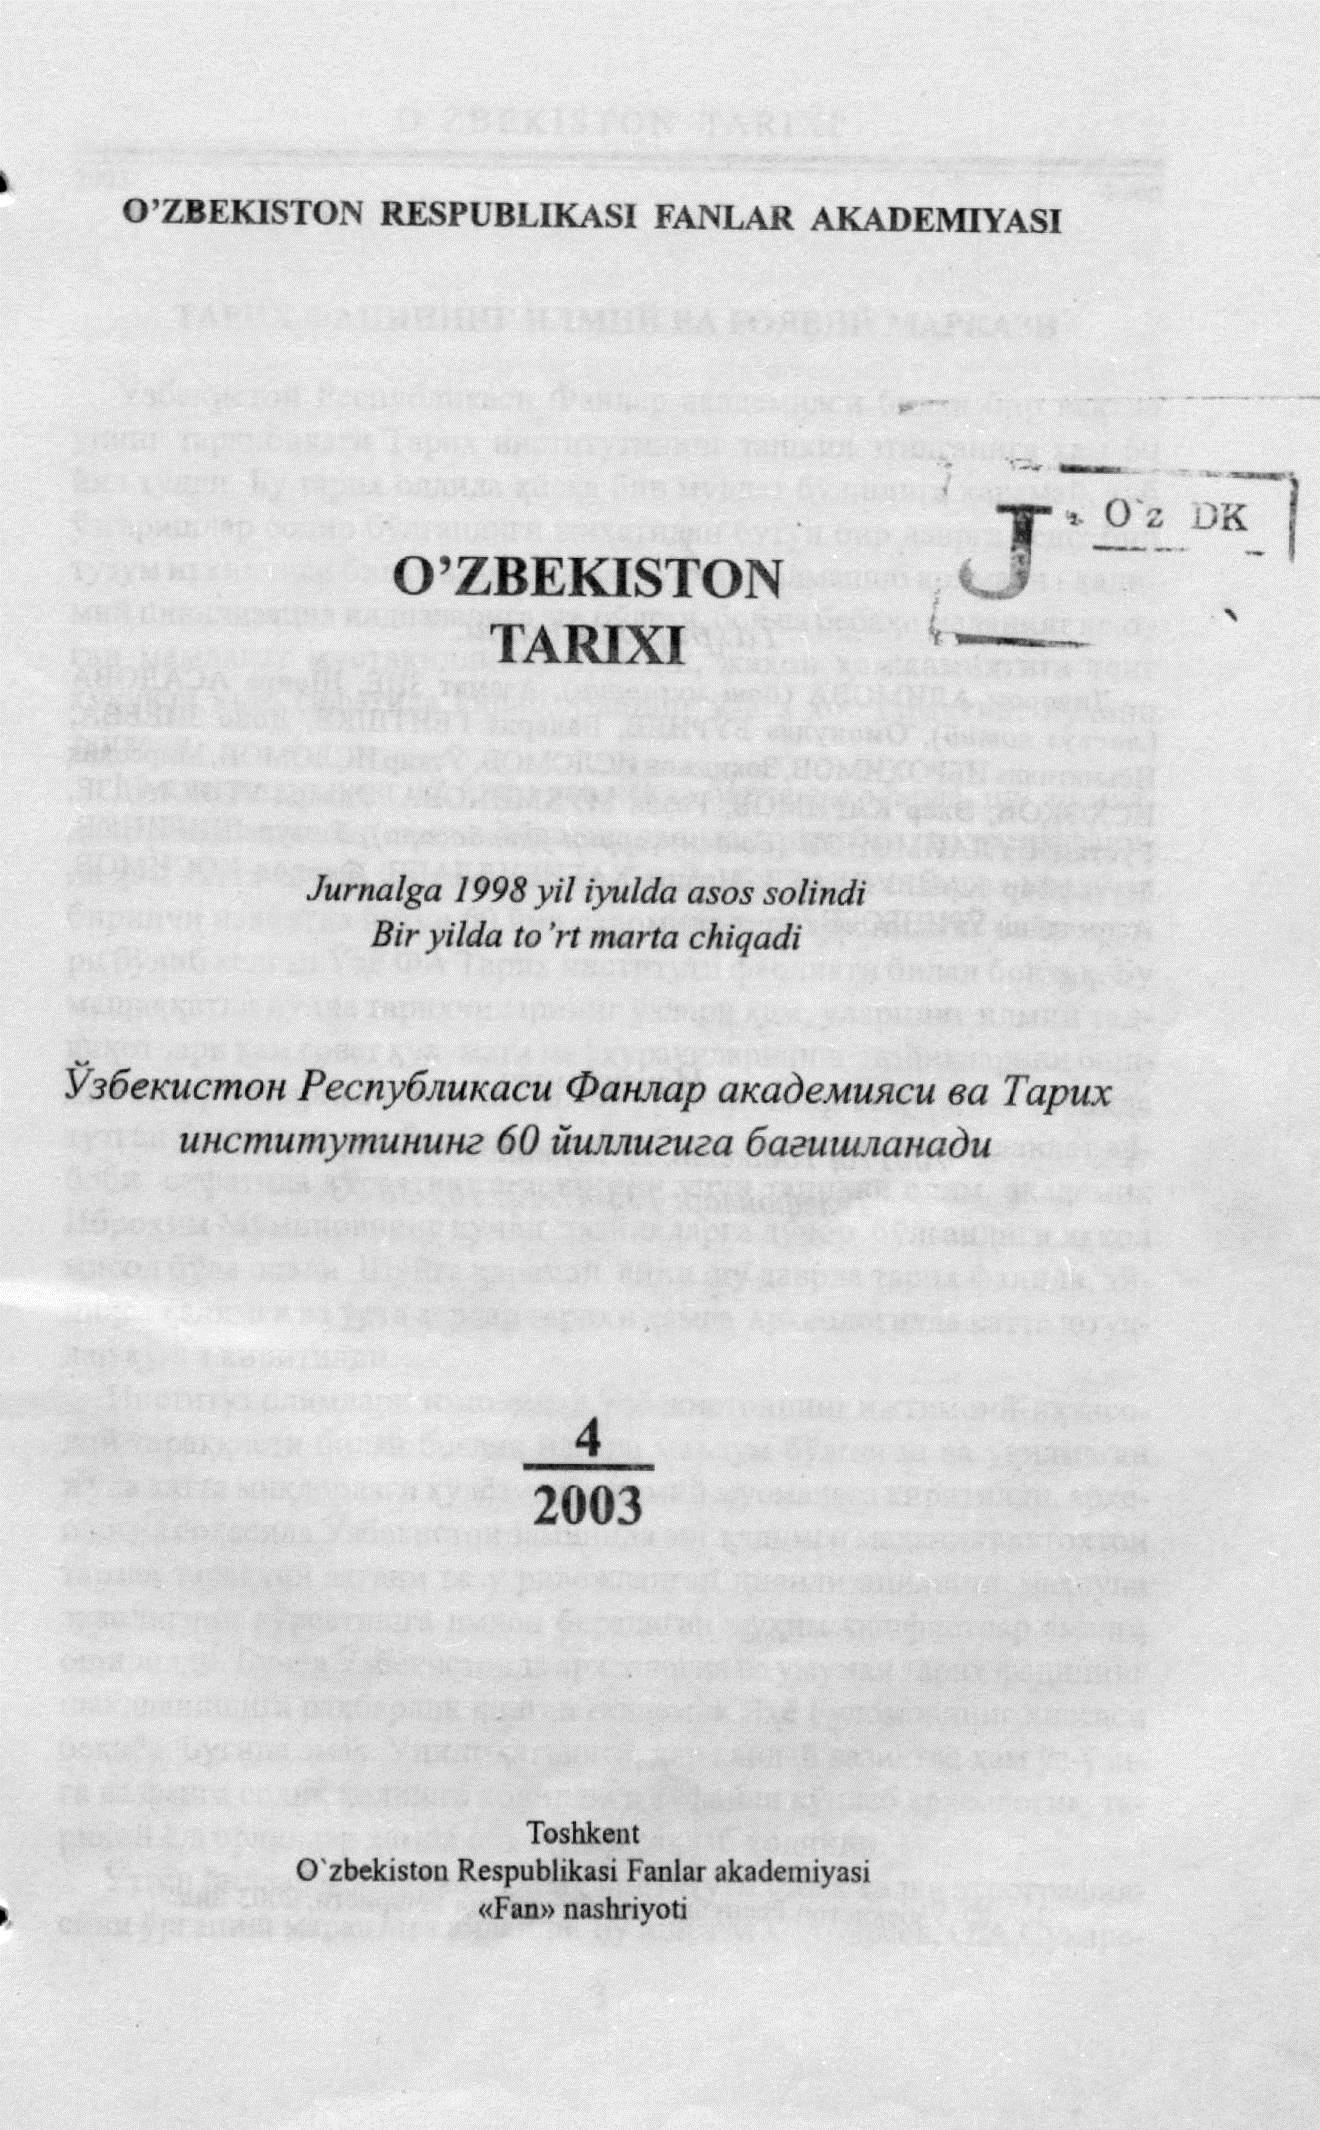 O’ZBEKISTON RESPUBLIKASI FANLAR AKADEMIYASI
J O`z DK
O’ZBEKISTON
TARIXI
Jurnalga 1998 yil iyulda asos solindi
Bir yilda to’rt marta chiqadi
Ўзбекистон Республикаси Фанлар академияси ва Тарих
институтининг 60 йиллигига бағишланади
4
2003
Toshkent
O`zbekiston Respublikasi Fanlar akademiyasi
«Fan» nashriyoti